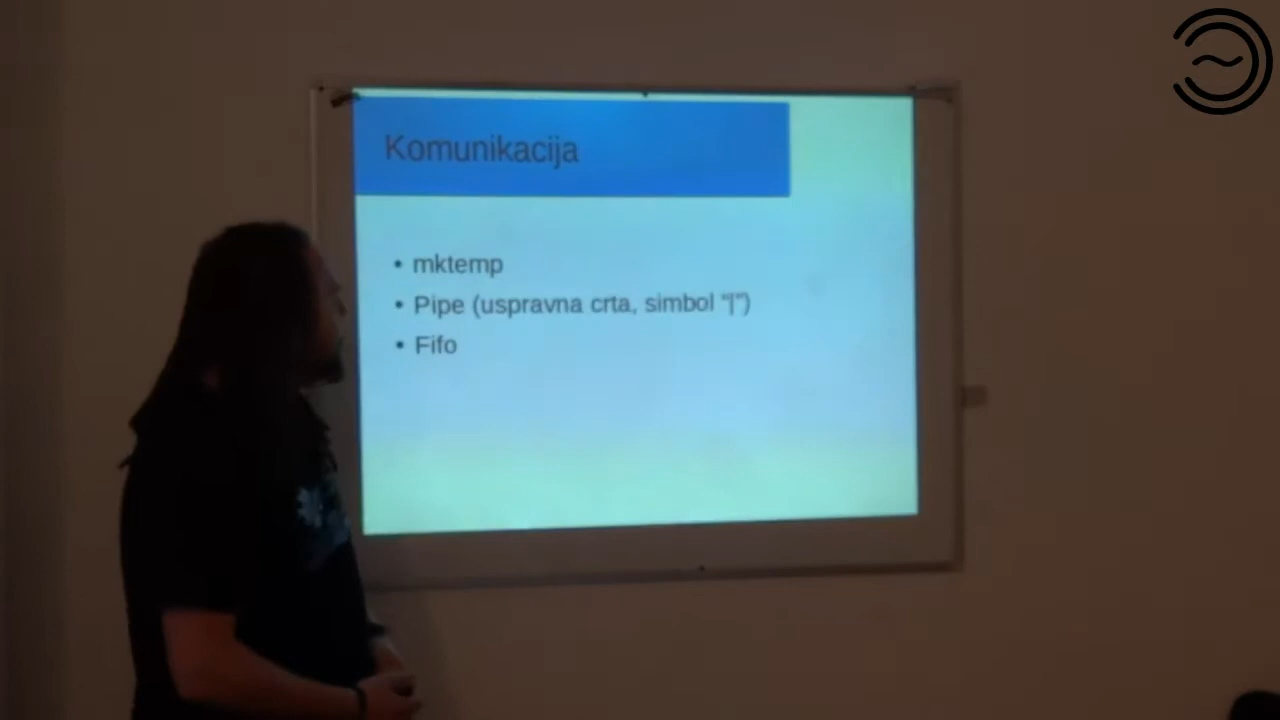 Komunikacija
• mktemp
• Pipe (uspravna crta, simbol "|")
• Fifo